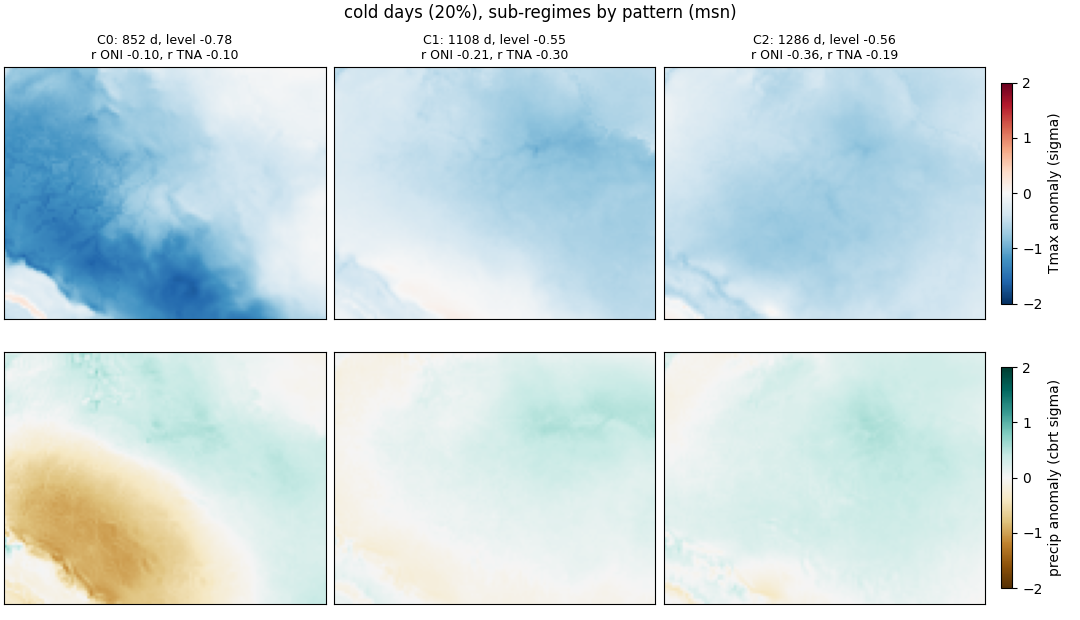 cold days (20%), sub-regimes by pattern (msn)
C0: 852 d, level -0.78
r ONI -0.10, r TNA -0.10
C1: 1108 d, level -0.55
r ONI -0.21, r TNA -0.30
C2: 1286 d, level -0.56
r ONI -0.36, r TNA -0.19
2
1
0
−1
−2
Tmax anomaly (sigma)
2
1
0
−1
−2
precip anomaly (cbrt sigma)